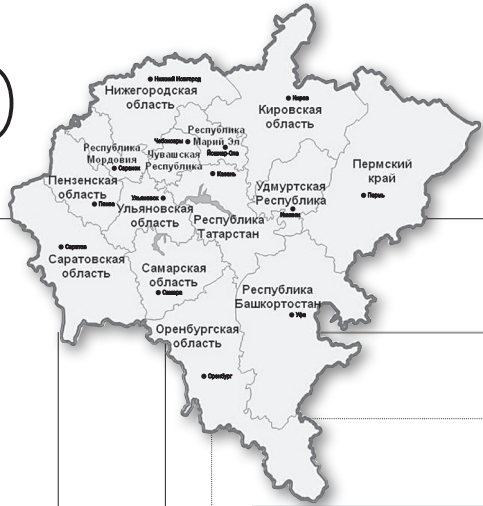 Нижний Новгород
Нижегородская
область
Киров
Кировская
область
Республика
Марий Эл
Йошкар-Ола
Чебоксары
Чувашская
Республика
Республика
Мордовия
Саранск
Казань
Пермский
край
Пермь
Удмуртская
Республика
Ижевск
Пензенская
область
Пенза
Ульяновск
Ульяновская
область
Республика
Татарстан
Саратов
Саратовская
область
Самарская
область
Самара
Республика
Башкортостан
Уфа
Оренбургская
область
Оренбург